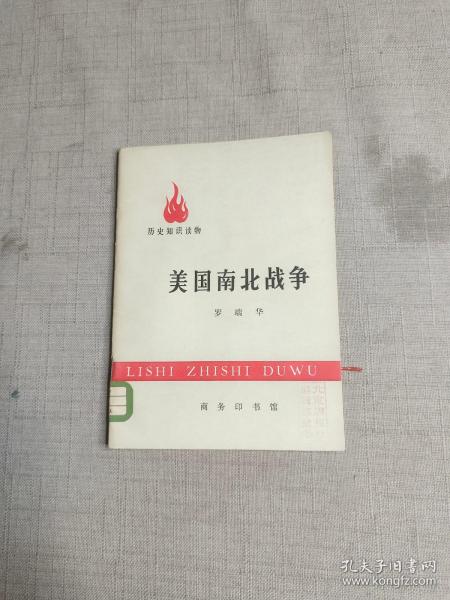 历史知识读物
美国南北战争
罗瑞华
LISHI ZHISHI DUWU
商务印书馆
孔夫子旧书网
www.kongfz.com